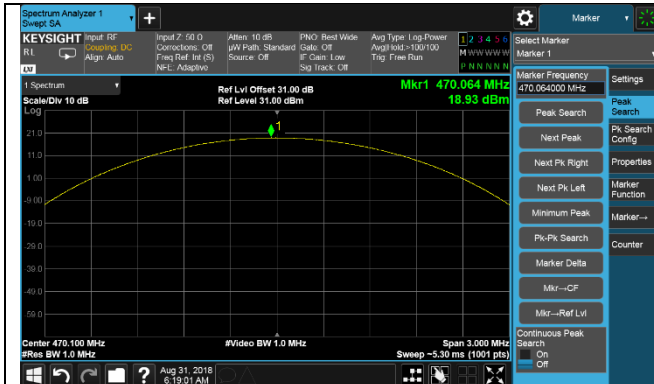 Spectrum Analyzer 1
Swept SA
Marker
KEYSIGHT
RL
LXI
Input: RF
Coupling: DC
Align: Auto
Input Z: 50 Ω
Corrections: Off
Freq Ref: Int (S)
NFE: Adaptive
Atten: 10 dB
µW Path: Standard
Source: Off
PNO: Best Wide
Gate: Off
IF Gain: Low
Sig Track: Off
Avg Type: Log-Power
Avg|Hold:>100/100
Trig: Free Run
1 2 3 4 5 6
M W W W W W
P N N N N N
Select Marker
Marker 1
1 Spectrum
Scale/Div 10 dB
Log
Ref Lvl Offset 31.00 dB
Ref Level 31.00 dBm
Mkr1 470.064 MHz
18.93 dBm
1
21.0
11.0
1.00
-9.00
-19.0
-29.0
-39.0
-49.0
-59.0
Center 470.100 MHz
#Res BW 1.0 MHz
#Video BW 1.0 MHz
Span 3.000 MHz
Sweep ~5.30 ms (1001 pts)
Marker Frequency
470.064000 MHz
Peak Search
Next Peak
Next Pk Right
Next Pk Left
Minimum Peak
Pk-Pk Search
Marker Delta
Mkr→CF
Mkr→Ref Lvl
Continuous Peak
Search
On
Off
Settings
Peak
Search
Pk Search
Config
Properties
Marker
Function
Marker→
Counter
?
Aug 31, 2018
6:19:01 AM